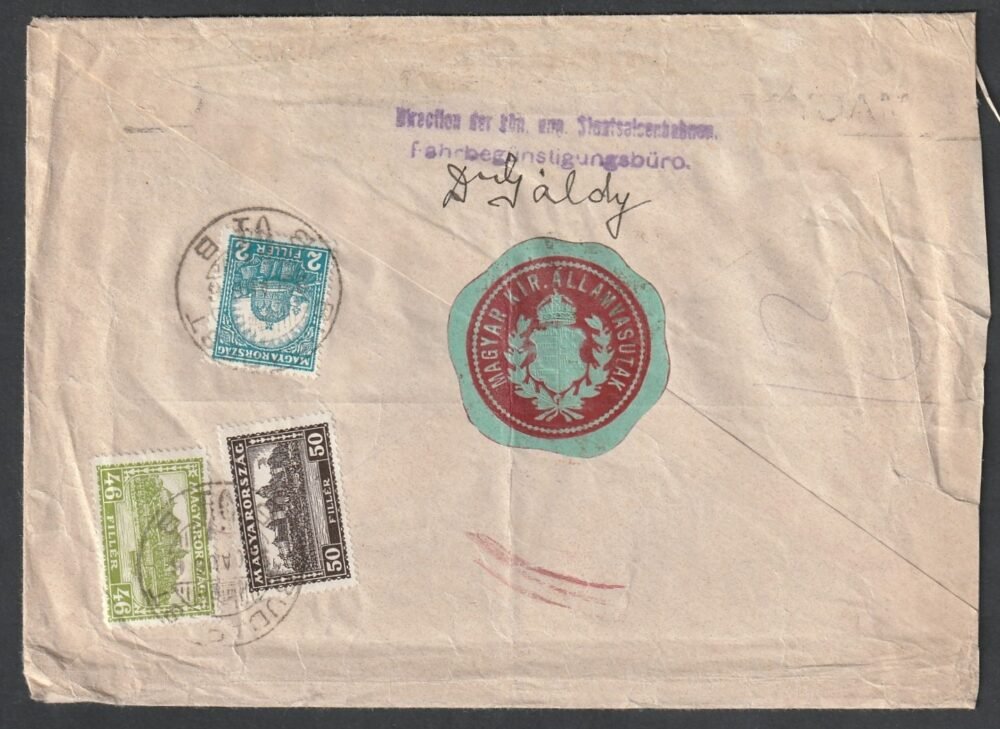 Direction der kön. ung. Staatseisenbahnen.
Fahrbegünstigungsbüro.
Gáldy
MAGYAR KIR. ÁLLAMVASUTAK
2 FILLÉR 2
MAGYARORSZÁG
MAGYARORSZÁG
50 FILLÉR 50
MAGYARORSZÁG
46 FILLÉR 46